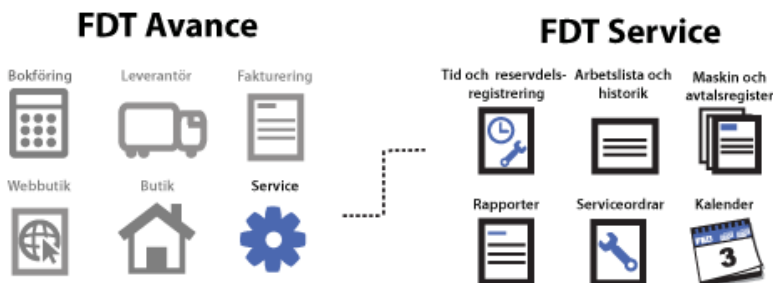 FDT Avance
Bokföring
Leverantör
Fakturering
Webbutik
Butik
Service
FDT Service
Tid och reservdels-
registrering
Arbetslista och
historik
Maskin och
avtalsregister
Rapporter
Serviceordrar
Kalender
3